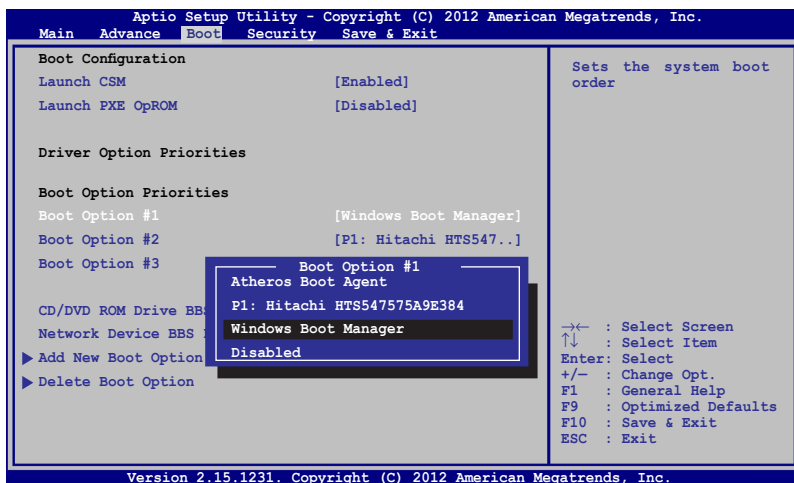 Aptio Setup Utility - Copyright (C) 2012 American Megatrends, Inc.
Main Advance Boot Security Save & Exit
Boot Configuration
Launch CSM [Enabled]
Launch PXE OpROM [Disabled]
Driver Option Priorities
Boot Option Priorities
Boot Option #1 [Windows Boot Manager]
Boot Option #2 [P1: Hitachi HTS547..]
Boot Option #3
CD/DVD ROM Drive BBS
Network Device BBS
Add New Boot Option
Delete Boot Option
Boot Option #1
Atheros Boot Agent
P1: Hitachi HTS547575A9E384
Windows Boot Manager
Disabled
Sets the system boot
order
→← : Select Screen
↑↓ : Select Item
Enter: Select
+/— : Change Opt.
F1 : General Help
F9 : Optimized Defaults
F10 : Save & Exit
ESC : Exit
Version 2.15.1231. Copyright (C) 2012 American Megatrends, Inc.